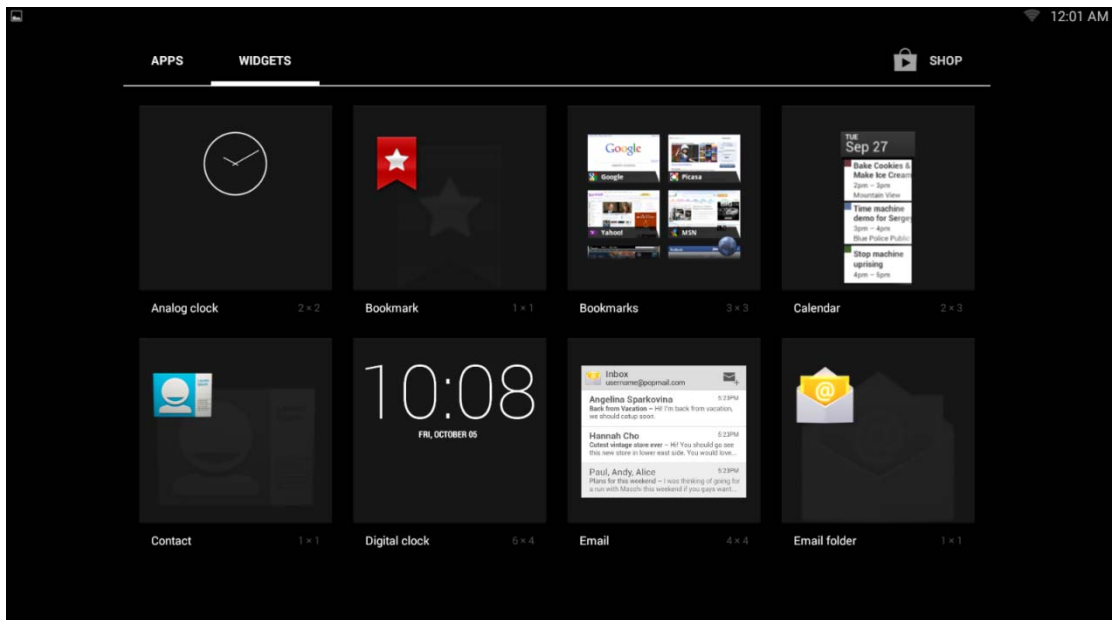 12:01 AM
APPS WIDGETS SHOP
Google
Google Picasa
Yahoo! MSN
TUE
Sep 27
Bake Cookies &
Make Ice Cream
2pm – 3pm
Mountain View
Time machine
demo for Sergey
3pm – 4pm
Blue Police Public
Stop machine
uprising
4pm – 5pm
Analog clock 2 × 2 Bookmark 1 × 1 Bookmarks 3 × 3 Calendar 2 × 3
10:08
FRI, OCTOBER 05
Inbox
username@popmail.com
Angelina Sparkovina 5:23PM
Back from Vacation – Hi! I'm back from vacation,
we should catup soon.
Hannah Cho 5:23PM
Cutest vintage store ever – Hi! You should go see
this new store in lower east side. You would love...
Paul, Andy, Alice 5:23PM
Plans for this weekend – I was thinking of going for
a run with Masshi this weekend if you guys want...
Contact 1 × 1 Digital clock 6 × 4 Email 4 × 4 Email folder 1 × 1